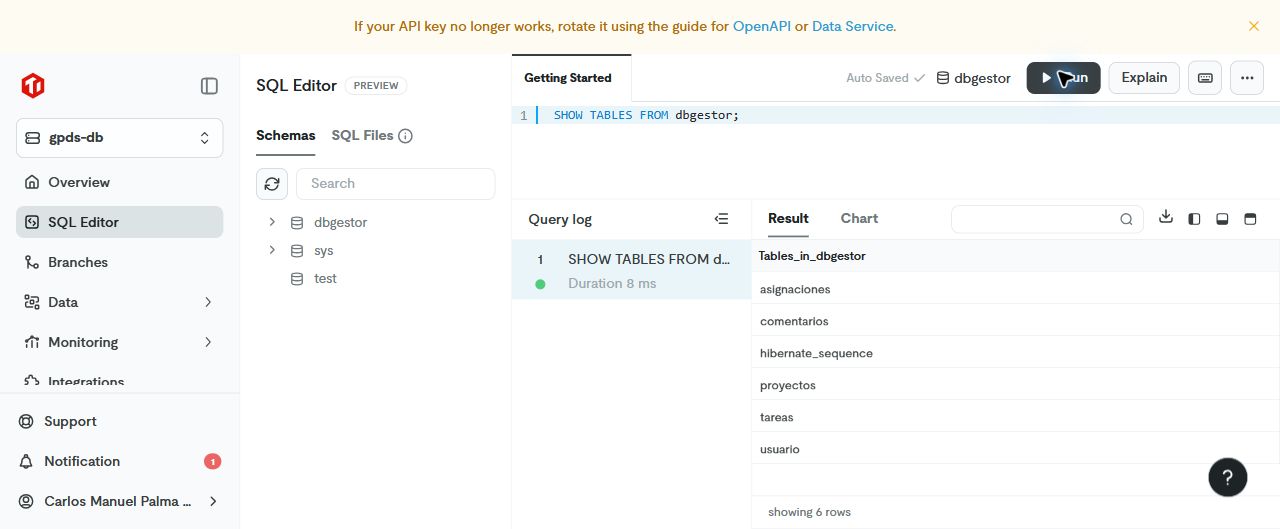 If your API key no longer works, rotate it using the guide for OpenAPI or Data Service.
gpds-db
Overview
SQL Editor
Branches
Data
Monitoring
Integrations
Support
Notification
1
Carlos Manuel Palma ...
SQL Editor
PREVIEW
Schemas
SQL Files
Search
dbgestor
sys
test
Getting Started
Auto Saved
dbgestor
Explain
1 SHOW TABLES FROM dbgestor;
Query log
1 SHOW TABLES FROM d...
Duration 8 ms
Result
Chart
Tables_in_dbgestor
asignaciones
comentarios
hibernate_sequence
proyectos
tareas
usuario
showing 6 rows
?